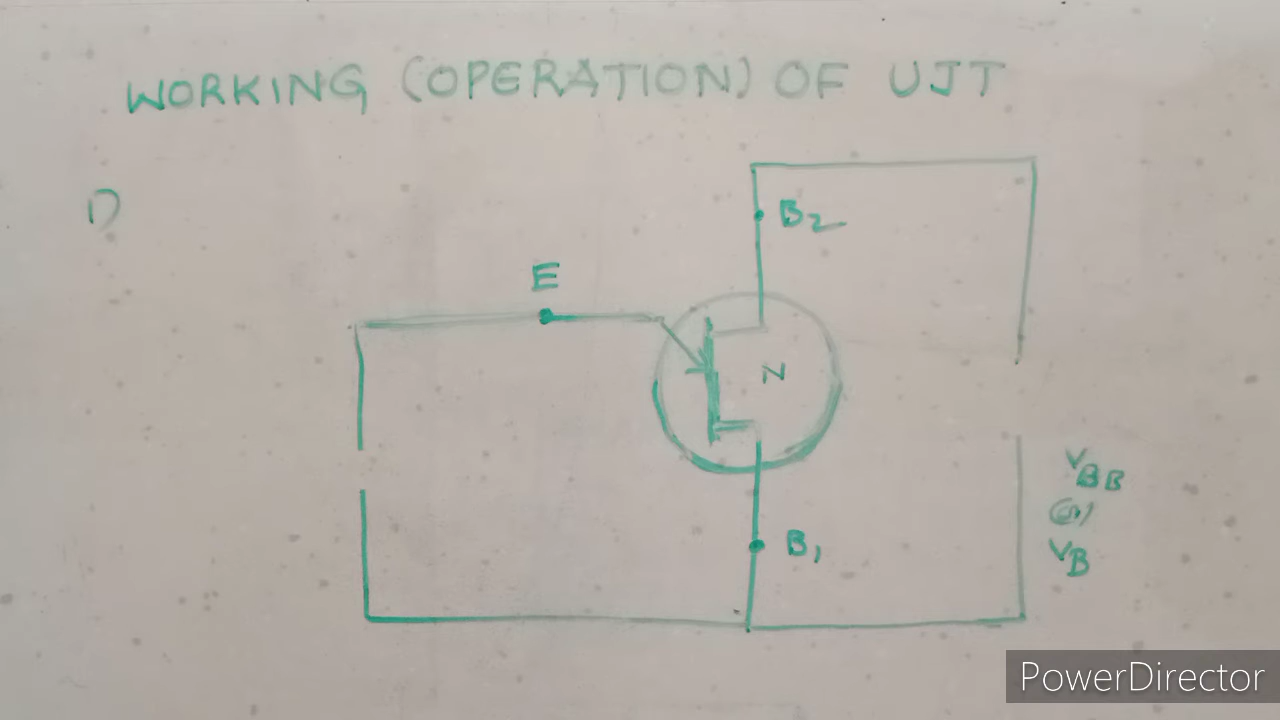 WORKING (OPERATION) OF UJT
1)
B2
E
N
VBB
(or)
VB
B1
PowerDirector